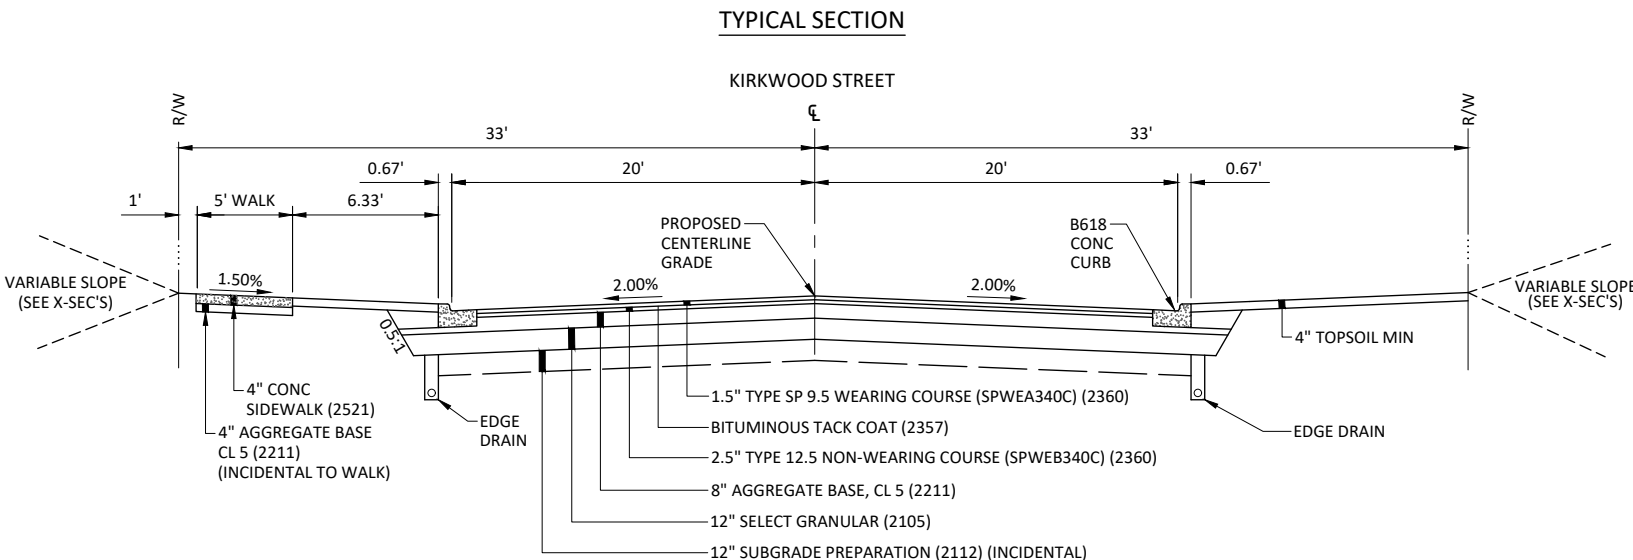 TYPICAL SECTION
KIRKWOOD STREET
℄
R/W
R/W
33'
33'
0.67'
20'
20'
0.67'
1'
5' WALK
6.33'
PROPOSED
CENTERLINE
GRADE
B618
CONC
CURB
VARIABLE SLOPE
(SEE X-SEC'S)
1.50%
2.00%
2.00%
VARIABLE SLOPE
(SEE X-SEC'S)
0.5:1
4" TOPSOIL MIN
4" CONC
SIDEWALK (2521)
4" AGGREGATE BASE
CL 5 (2211)
(INCIDENTAL TO WALK)
EDGE
DRAIN
1.5" TYPE SP 9.5 WEARING COURSE (SPWEA340C) (2360)
BITUMINOUS TACK COAT (2357)
2.5" TYPE 12.5 NON-WEARING COURSE (SPWEB340C) (2360)
8" AGGREGATE BASE, CL 5 (2211)
12" SELECT GRANULAR (2105)
12" SUBGRADE PREPARATION (2112) (INCIDENTAL)
EDGE DRAIN